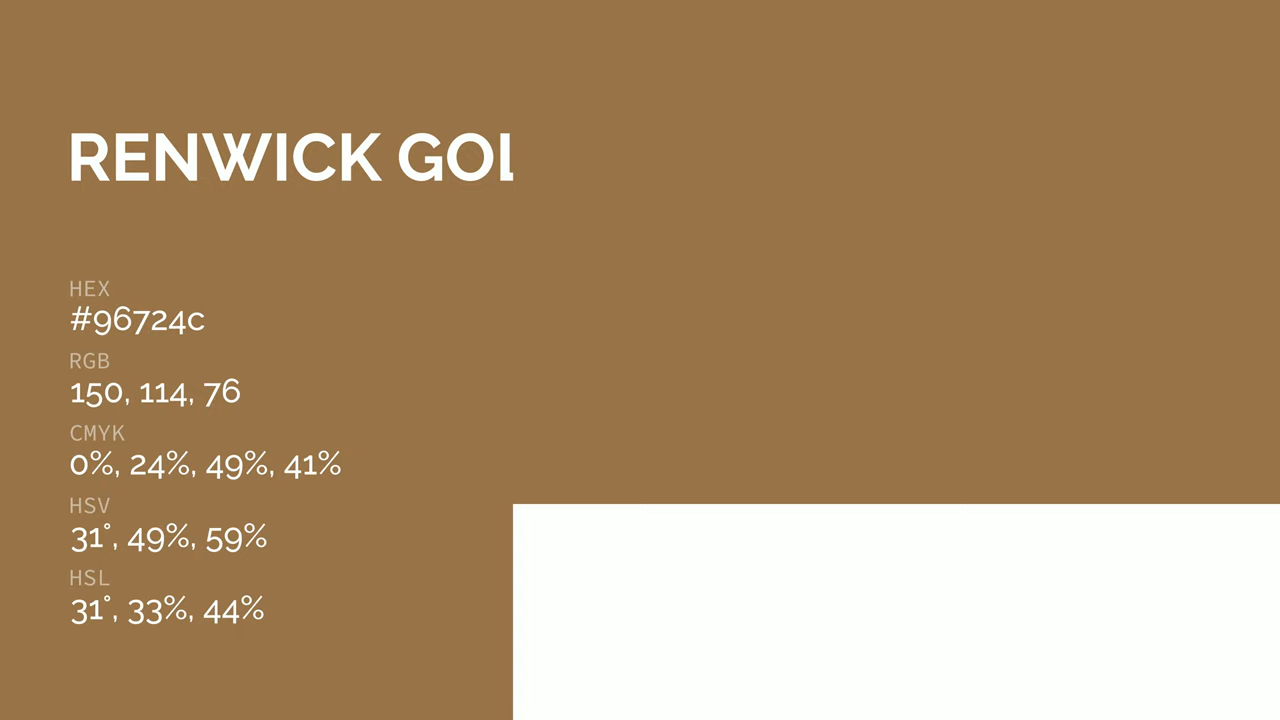 RENWICK GOL
HEX
#96724c
RGB
150, 114, 76
CMYK
0%, 24%, 49%, 41%
HSV
31°, 49%, 59%
HSL
31°, 33%, 44%